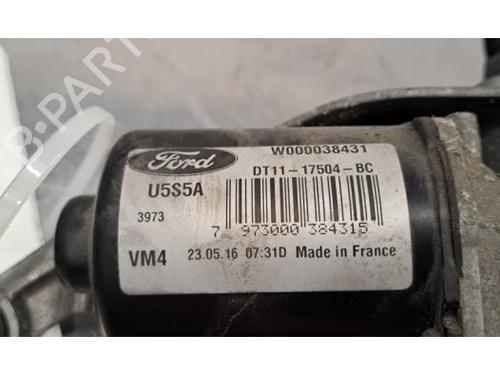 B-PARTS
Ford
W000038431
U5S5A
DT11-17504-BC
3973
7 973000 384315
VM4 23.05.16 07:31D Made in France